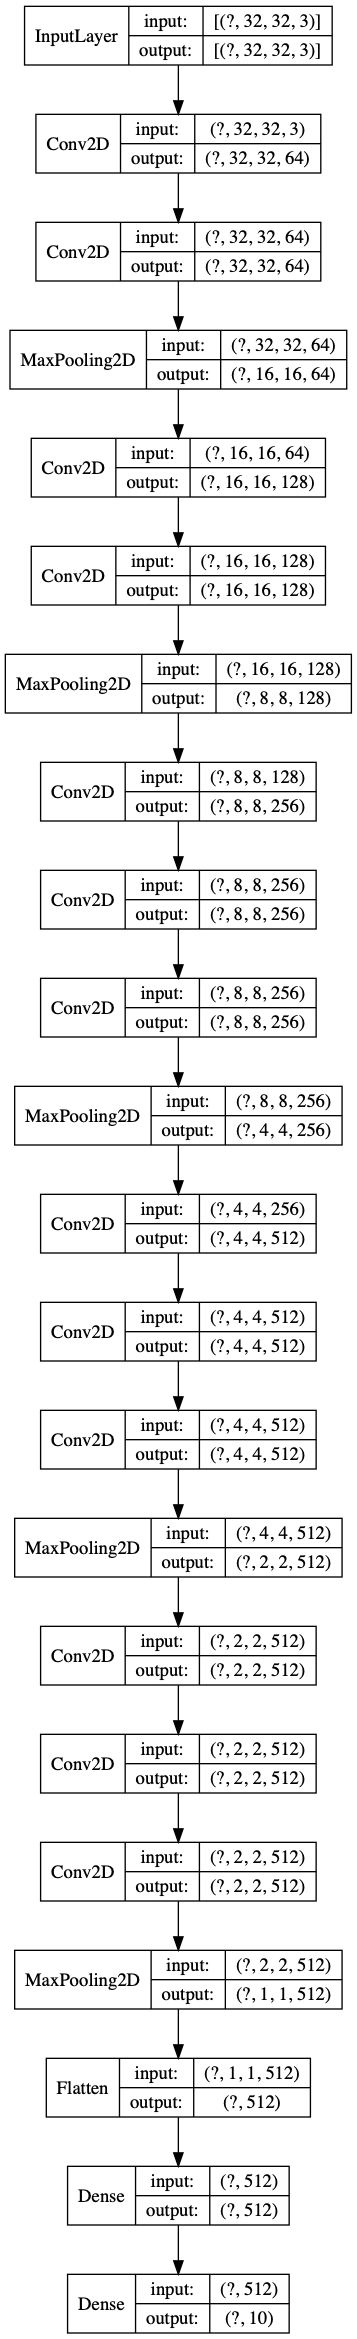 InputLayer input: [(?, 32, 32, 3)]
output: [(?, 32, 32, 3)]
Conv2D input: (?, 32, 32, 3)
output: (?, 32, 32, 64)
Conv2D input: (?, 32, 32, 64)
output: (?, 32, 32, 64)
MaxPooling2D input: (?, 32, 32, 64)
output: (?, 16, 16, 64)
Conv2D input: (?, 16, 16, 64)
output: (?, 16, 16, 128)
Conv2D input: (?, 16, 16, 128)
output: (?, 16, 16, 128)
MaxPooling2D input: (?, 16, 16, 128)
output: (?, 8, 8, 128)
Conv2D input: (?, 8, 8, 128)
output: (?, 8, 8, 256)
Conv2D input: (?, 8, 8, 256)
output: (?, 8, 8, 256)
Conv2D input: (?, 8, 8, 256)
output: (?, 8, 8, 256)
MaxPooling2D input: (?, 8, 8, 256)
output: (?, 4, 4, 256)
Conv2D input: (?, 4, 4, 256)
output: (?, 4, 4, 512)
Conv2D input: (?, 4, 4, 512)
output: (?, 4, 4, 512)
Conv2D input: (?, 4, 4, 512)
output: (?, 4, 4, 512)
MaxPooling2D input: (?, 4, 4, 512)
output: (?, 2, 2, 512)
Conv2D input: (?, 2, 2, 512)
output: (?, 2, 2, 512)
Conv2D input: (?, 2, 2, 512)
output: (?, 2, 2, 512)
Conv2D input: (?, 2, 2, 512)
output: (?, 2, 2, 512)
MaxPooling2D input: (?, 2, 2, 512)
output: (?, 1, 1, 512)
Flatten input: (?, 1, 1, 512)
output: (?, 512)
Dense input: (?, 512)
output: (?, 512)
Dense input: (?, 512)
output: (?, 10)